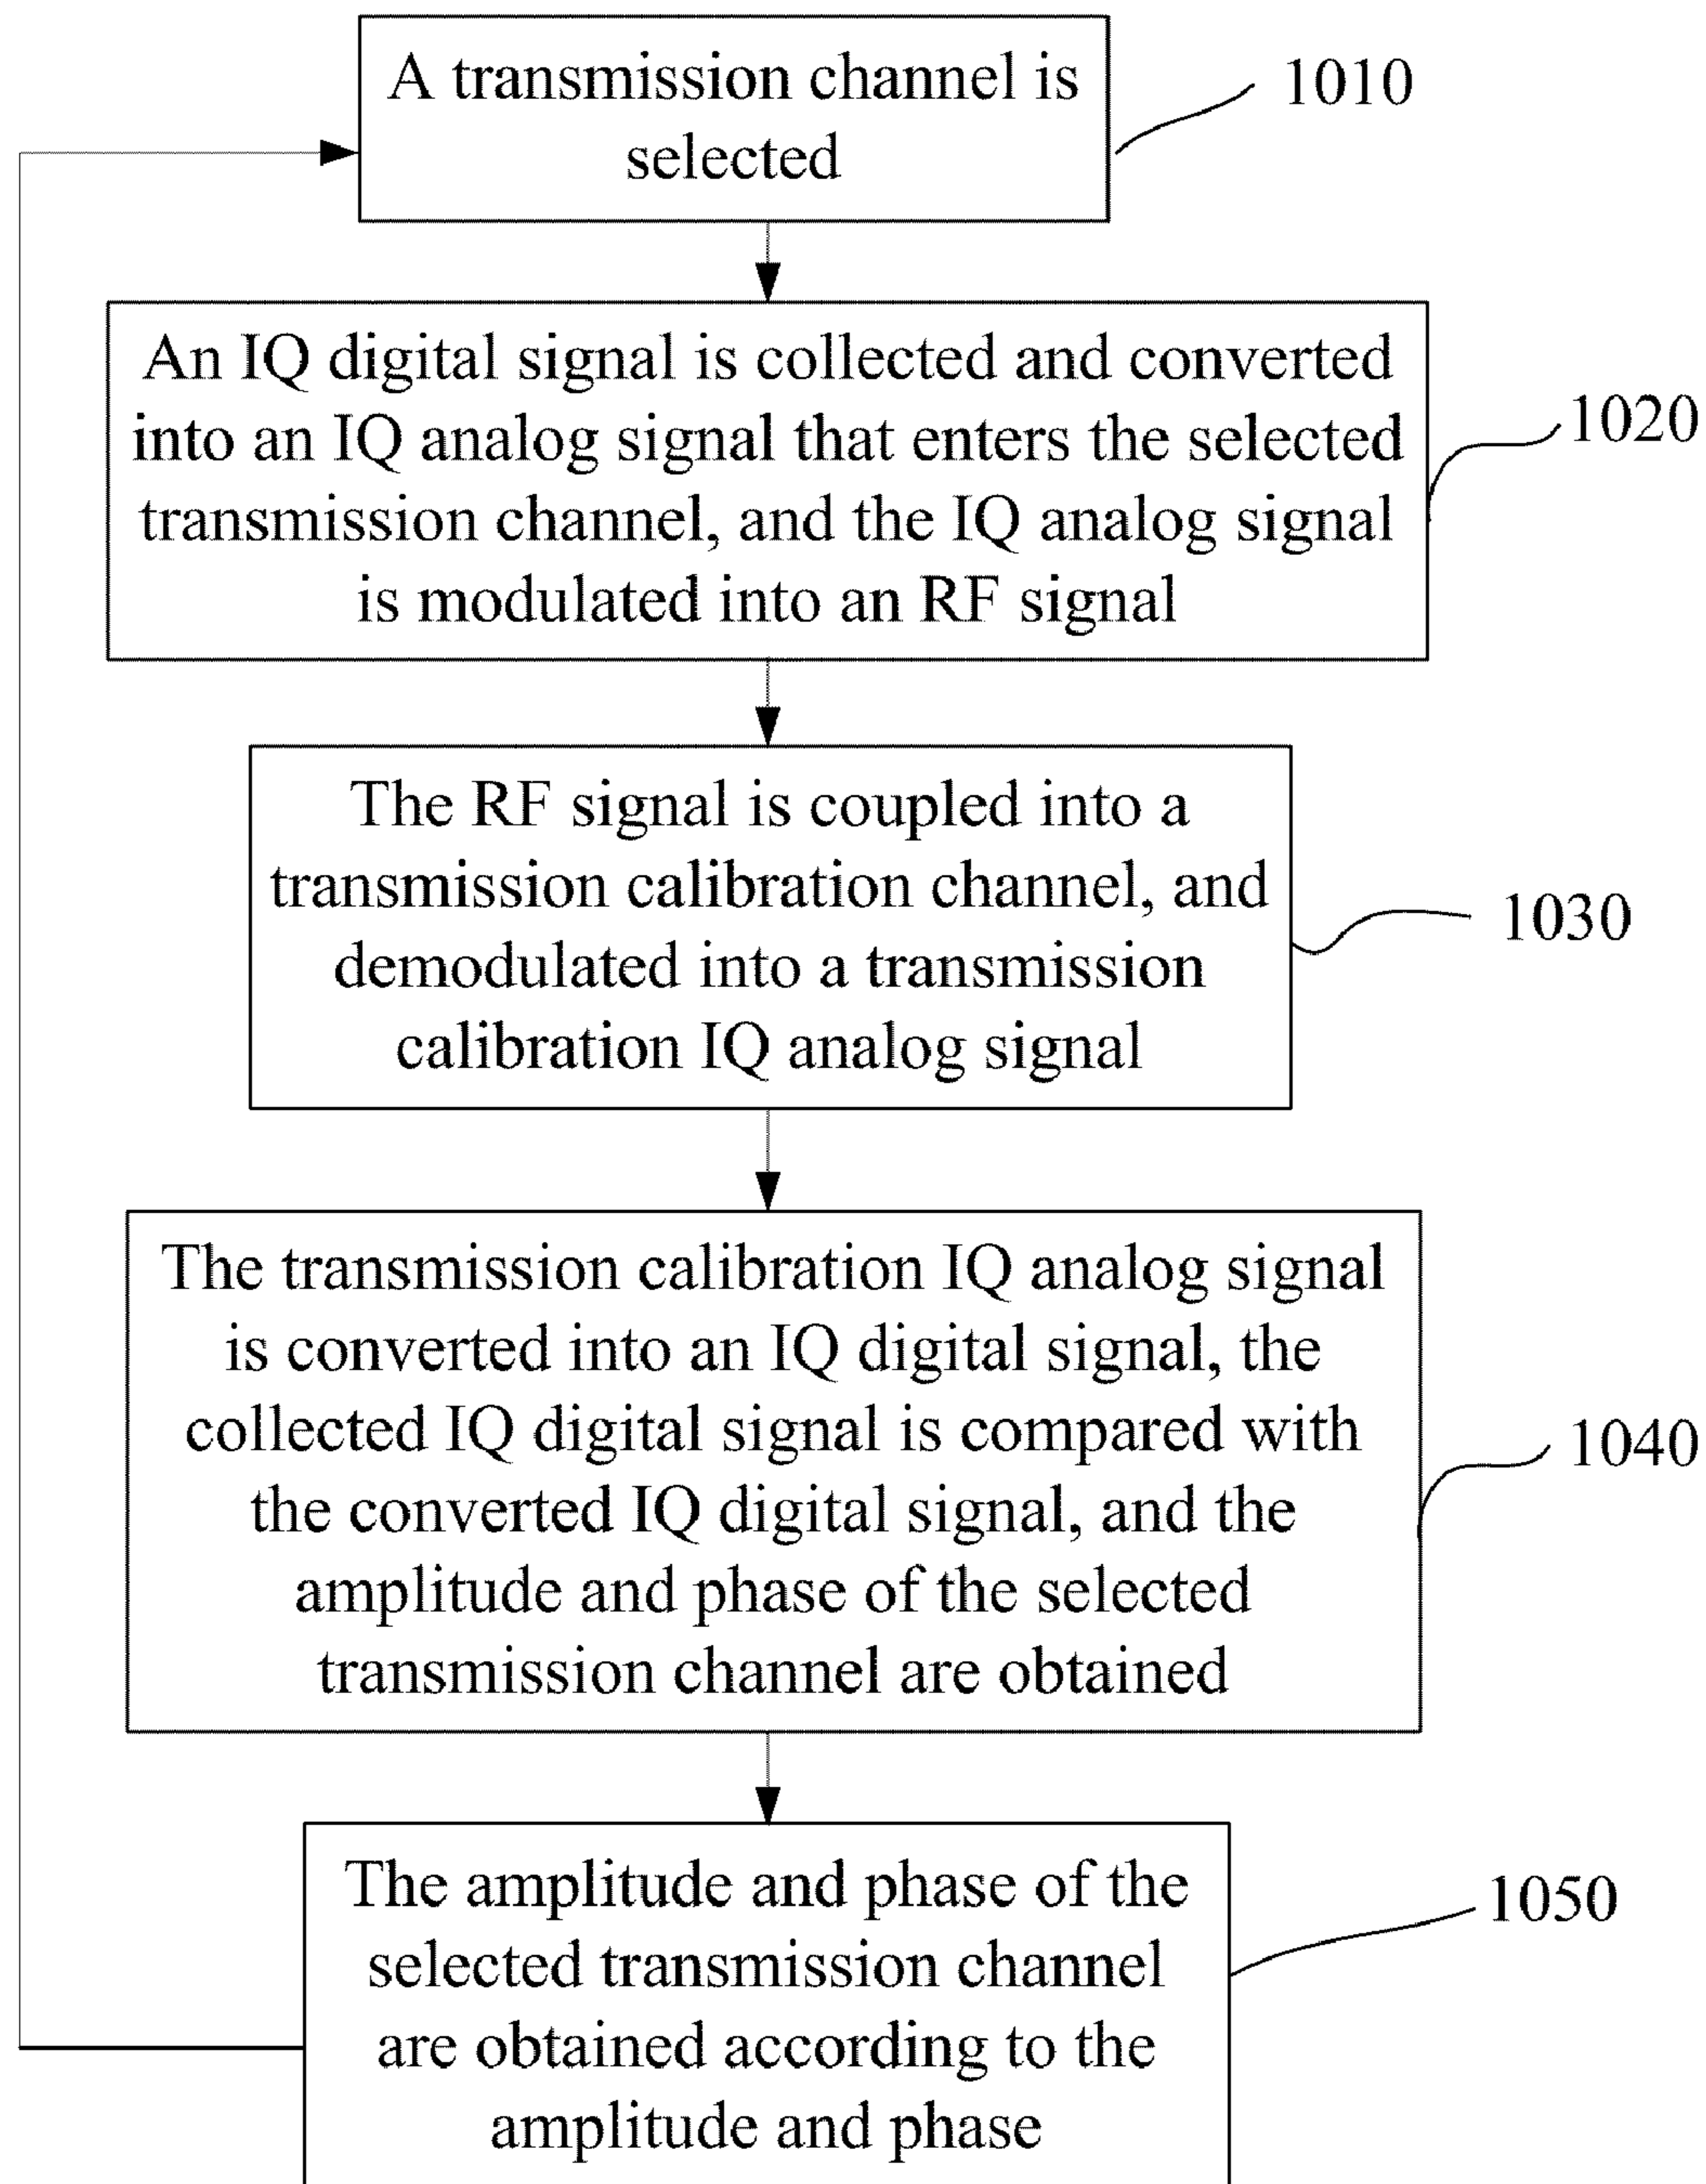 A transmission channel is
selected
1010
An IQ digital signal is collected and converted
into an IQ analog signal that enters the selected
transmission channel, and the IQ analog signal
is modulated into an RF signal
1020
The RF signal is coupled into a
transmission calibration channel, and
demodulated into a transmission
calibration IQ analog signal
1030
The transmission calibration IQ analog signal
is converted into an IQ digital signal, the
collected IQ digital signal is compared with
the converted IQ digital signal, and the
amplitude and phase of the selected
transmission channel are obtained
1040
The amplitude and phase of the
selected transmission channel
are obtained according to the
amplitude and phase
1050